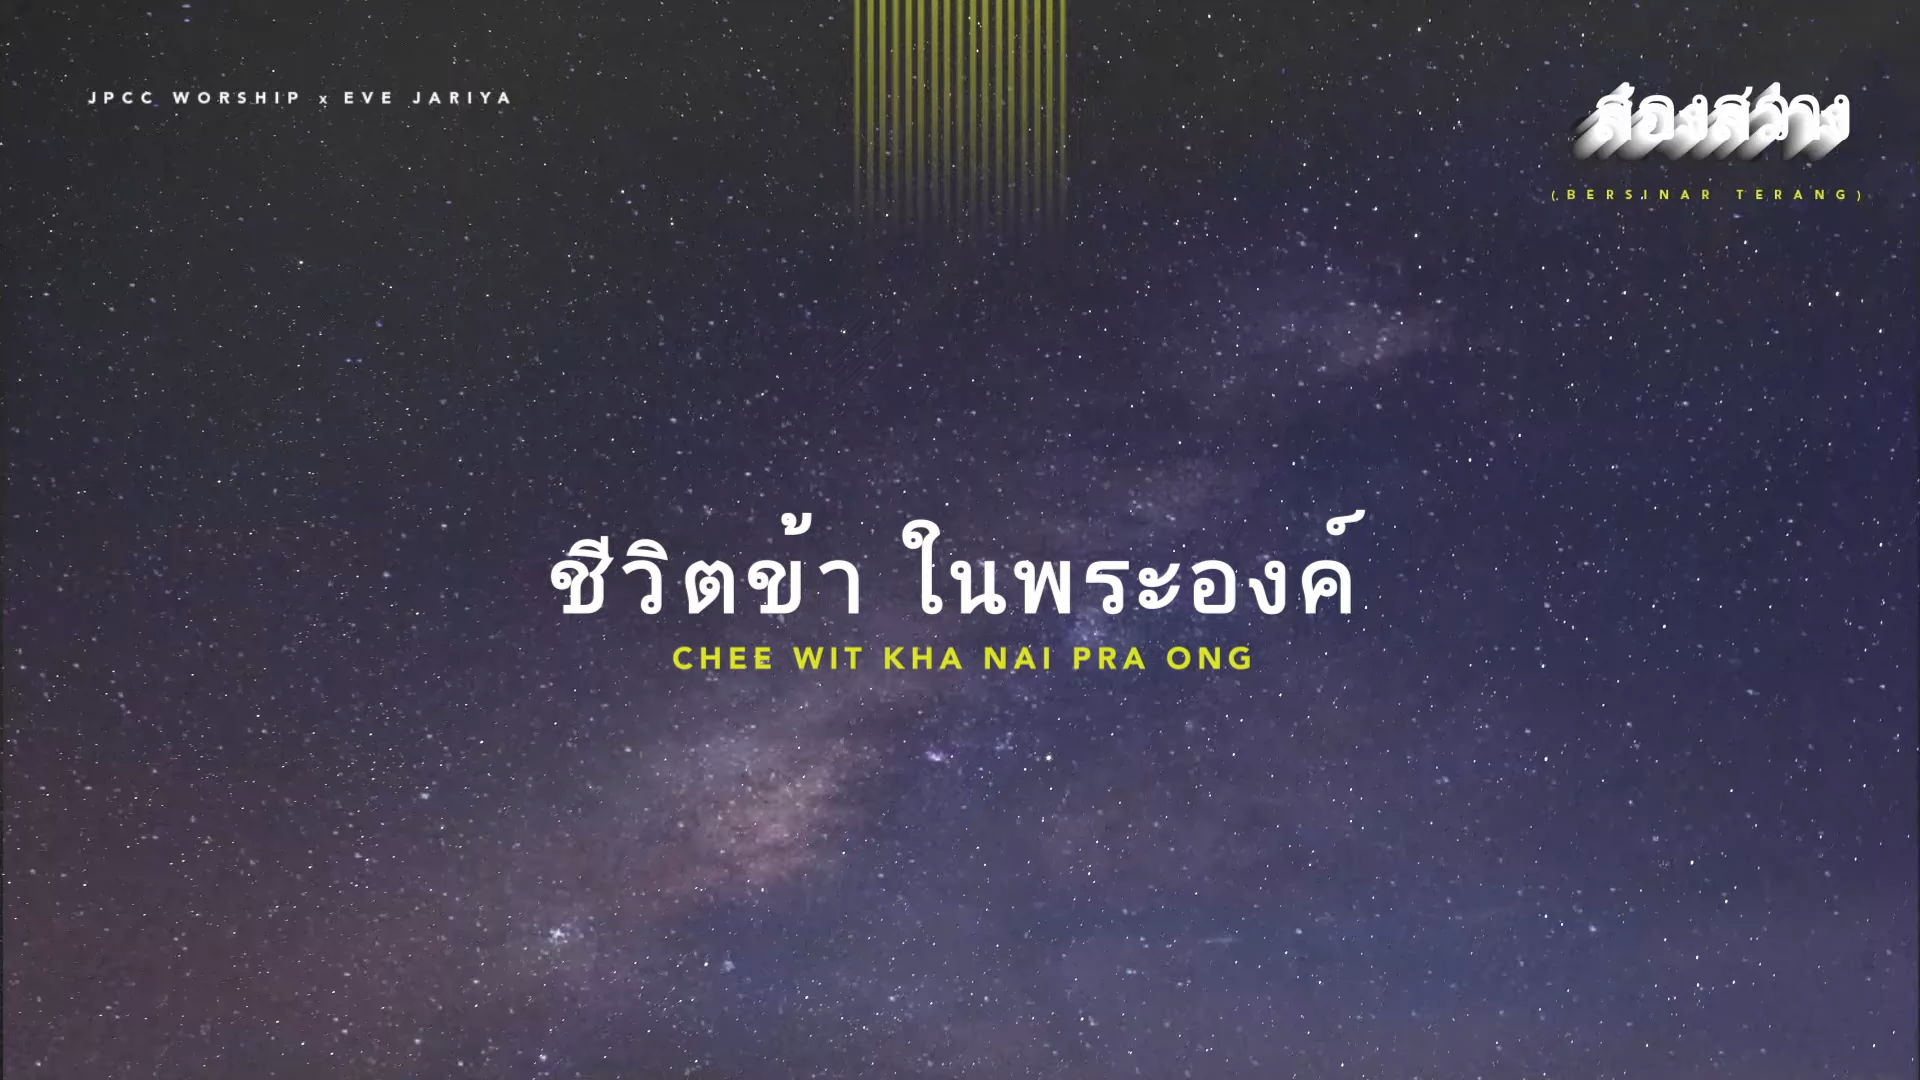 JPCC WORSHIP x EVE JARIYA
ส่องสว่าง
(BERSINAR TERANG)
ชีวิตข้า ในพระองค์
CHEE WIT KHA NAI PRA ONG